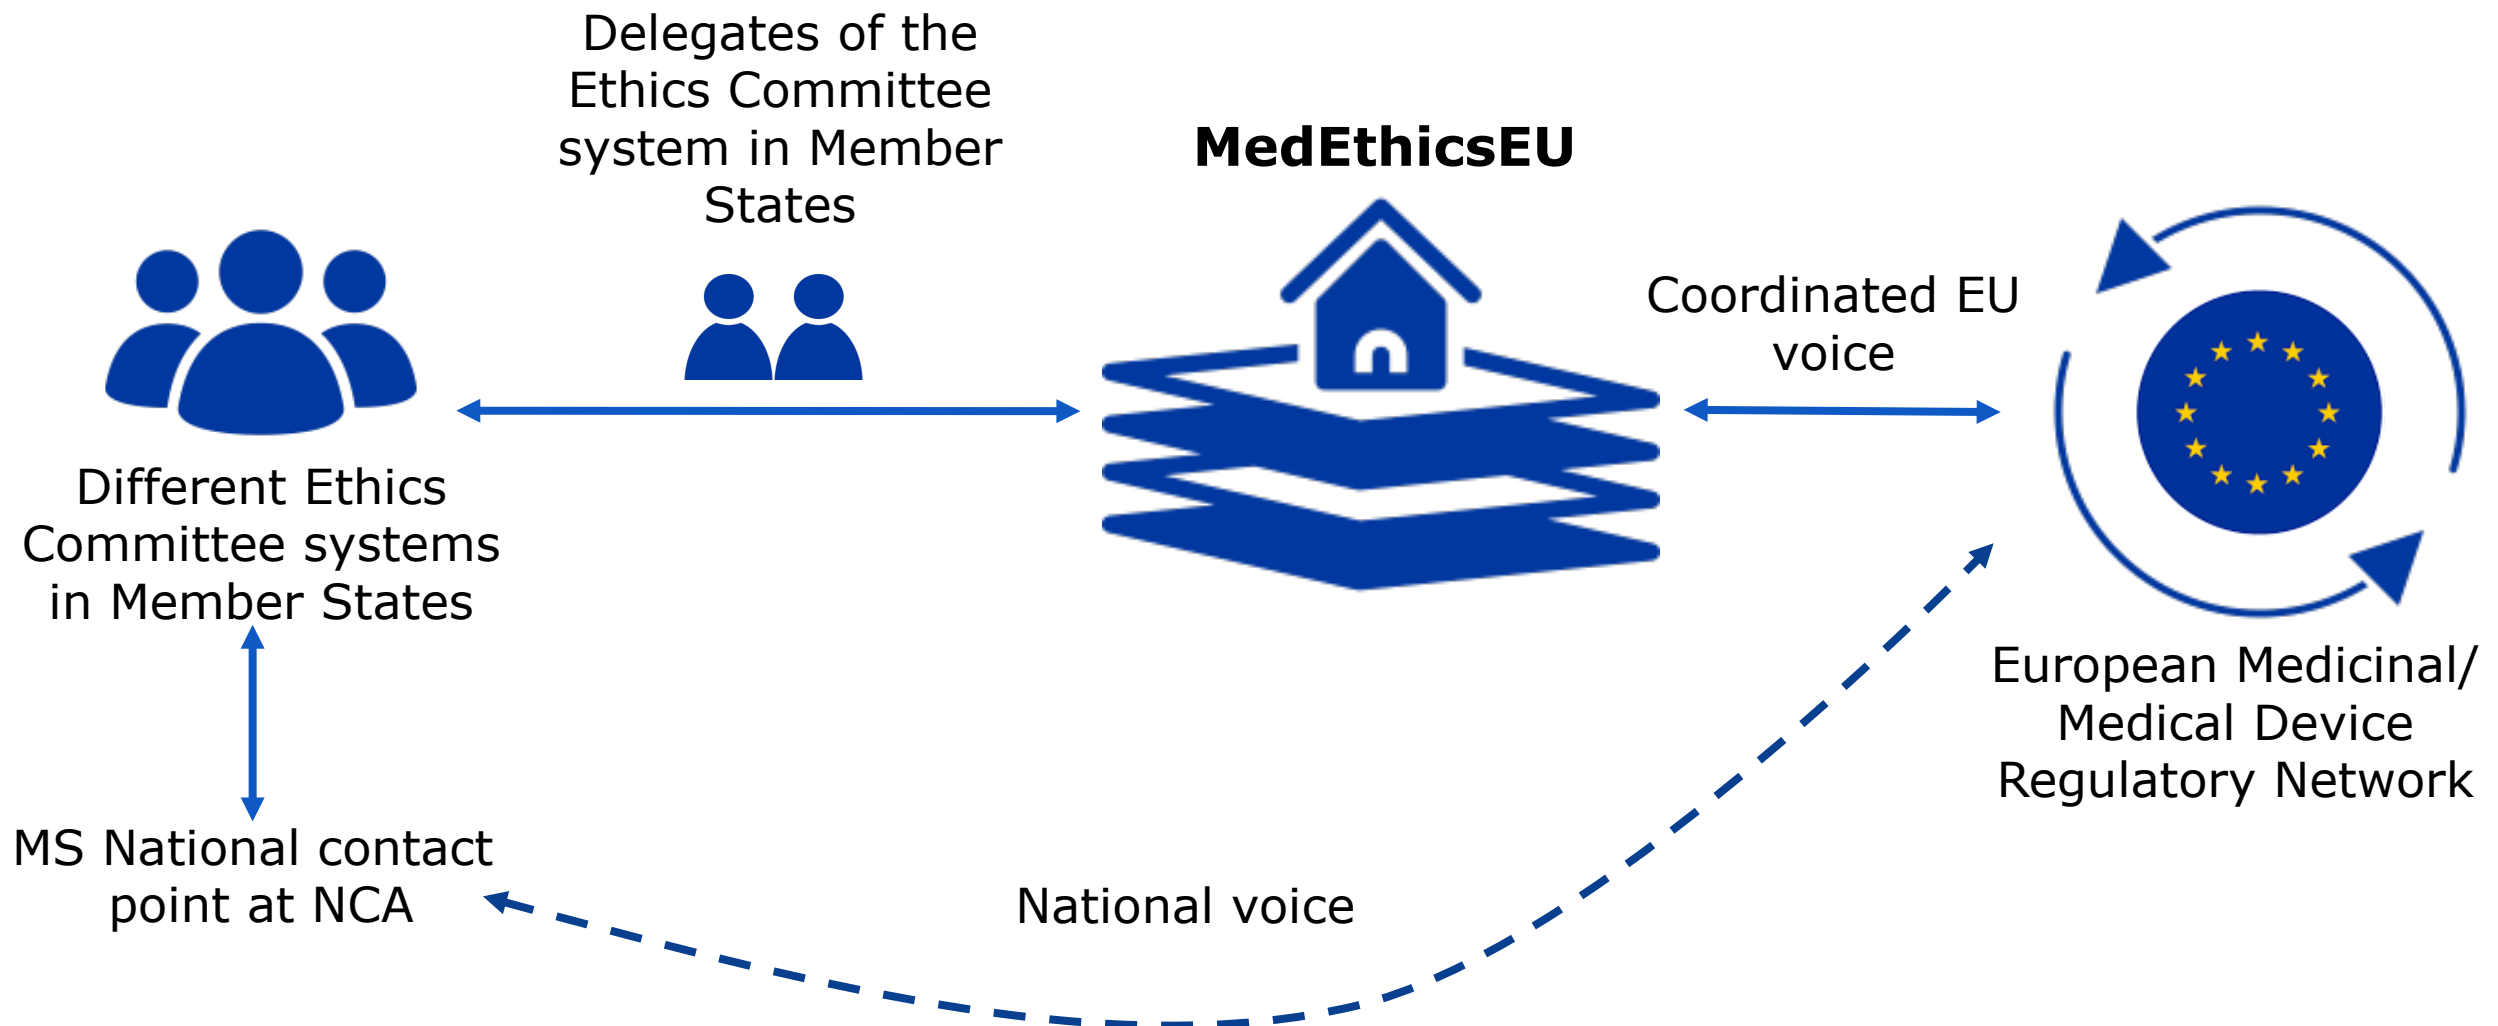 Delegates of the
Ethics Committee
system in Member
States
MedEthicsEU
Coordinated EU
voice
Different Ethics
Committee systems
in Member States
European Medicinal/
Medical Device
Regulatory Network
MS National contact
point at NCA
National voice